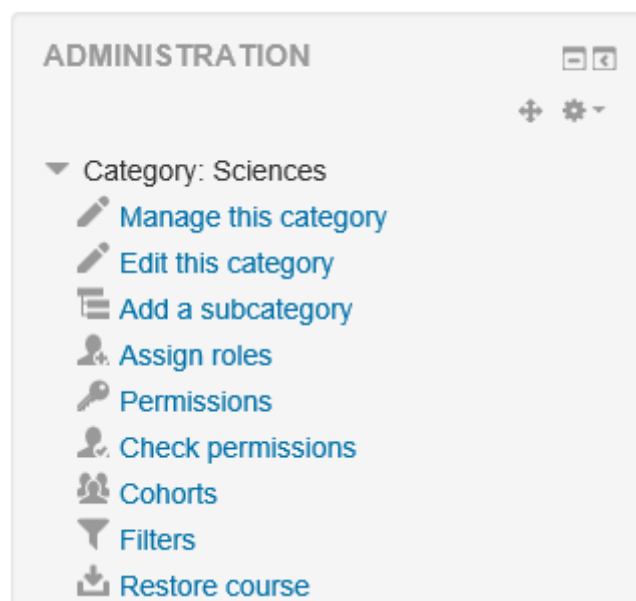 ADMINISTRATION
Category: Sciences
Manage this category
Edit this category
Add a subcategory
Assign roles
Permissions
Check permissions
Cohorts
Filters
Restore course